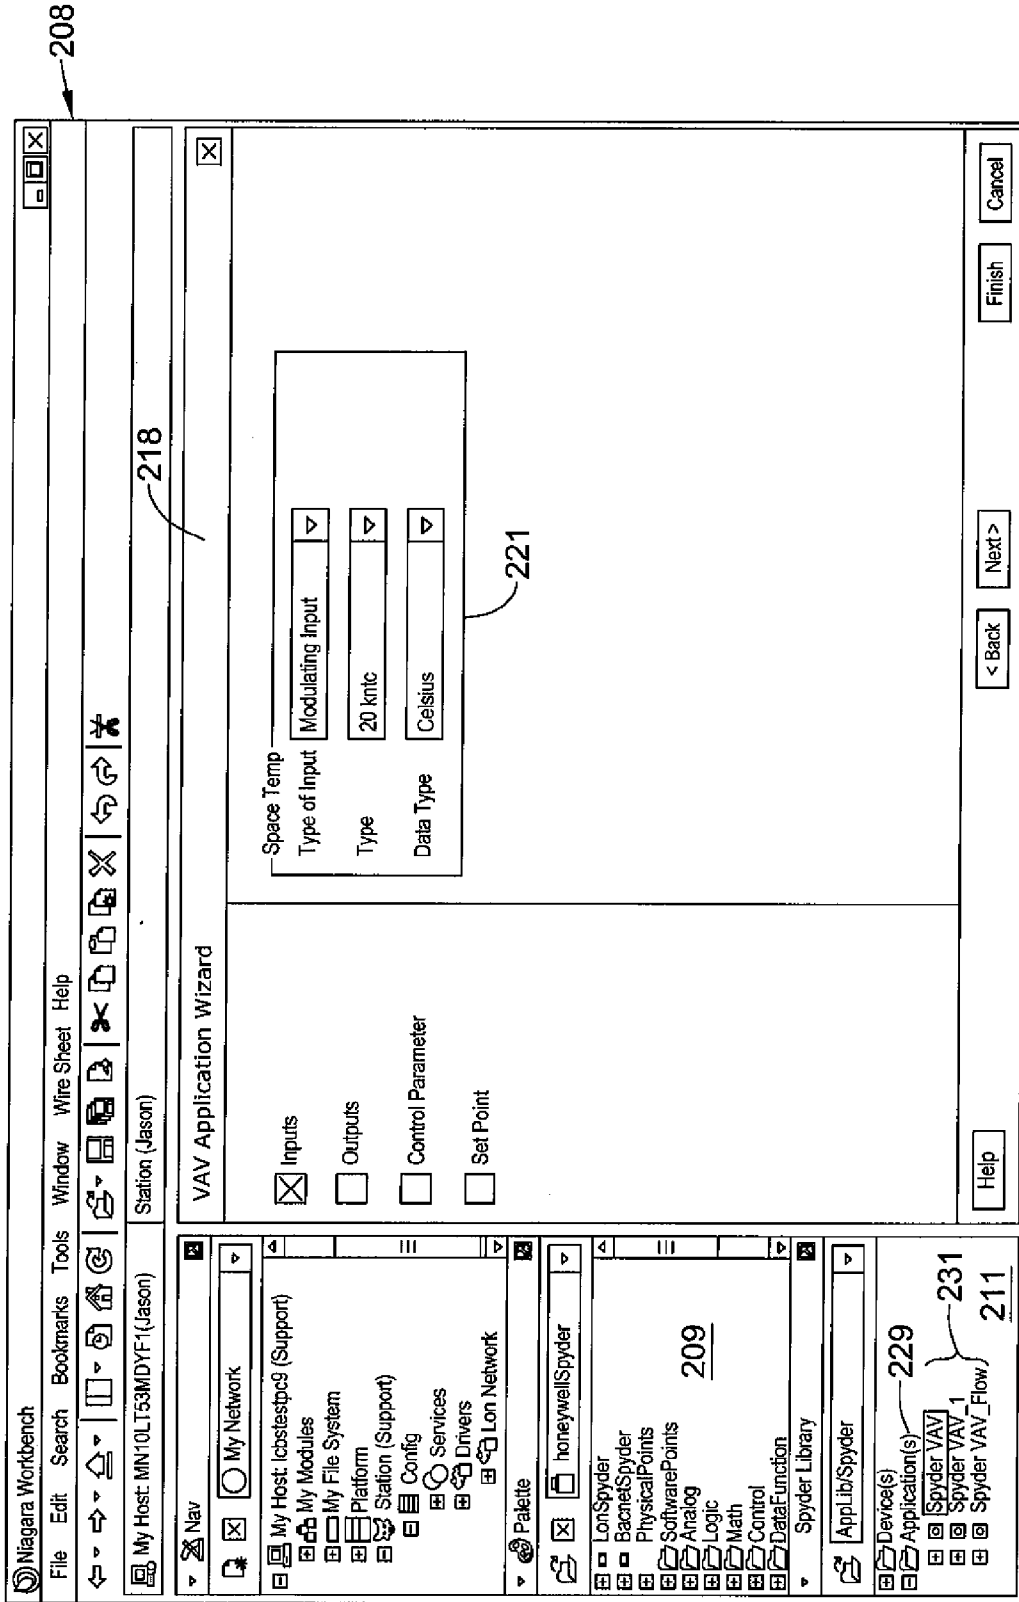 208
Niagara Workbench
File Edit Search Bookmarks Tools Window Wire Sheet Help
My Host: MN10LT53MDYF1(Jason) Station (Jason)
Nav
My Network
My Host: lcbstestpc9 (Support)
My Modules
My File System
Platform
Station (Support)
Config
Services
Drivers
Lon Network
Palette
honeywellSpyder
LonSpyder
BacnetsSpyder
PhysicalPoints
SoftwarePoints
Analog
Logic
Math
Control
DataFunction
209
Spyder Library
AppLib/Spyder
Device(s)
Application(s)
229
Spyder VAV
Spyder VAV_1
Spyder VAV_Flow
231
211
VAV Application Wizard
218
Inputs
Outputs
Control Parameter
Set Point
Space Temp
Type of Input Modulating Input
Type 20 kntc
Data Type Celsius
221
Help < Back Next > Finish Cancel